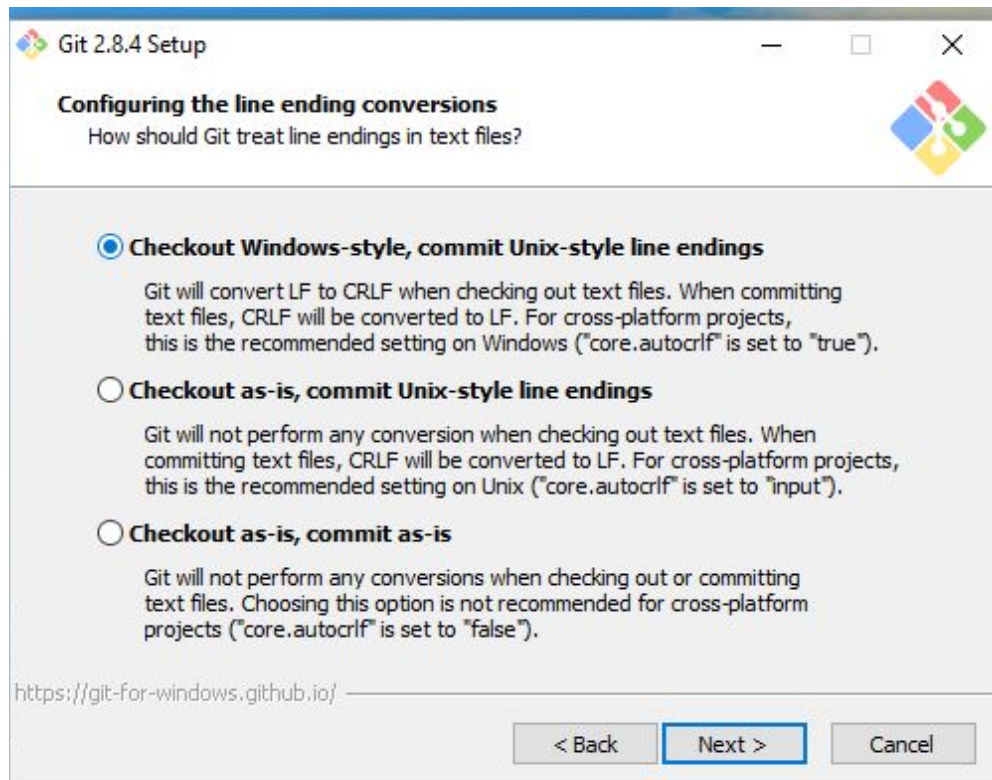 Git 2.8.4 Setup
Configuring the line ending conversions
How should Git treat line endings in text files?
Checkout Windows-style, commit Unix-style line endings
Git will convert LF to CRLF when checking out text files. When committing
text files, CRLF will be converted to LF. For cross-platform projects,
this is the recommended setting on Windows ("core.autocrlf" is set to "true").
Checkout as-is, commit Unix-style line endings
Git will not perform any conversion when checking out text files. When
committing text files, CRLF will be converted to LF. For cross-platform projects,
this is the recommended setting on Unix ("core.autocrlf" is set to "input").
Checkout as-is, commit as-is
Git will not perform any conversions when checking out or committing
text files. Choosing this option is not recommended for cross-platform
projects ("core.autocrlf" is set to "false").
https://git-for-windows.github.io/
< Back Next > Cancel